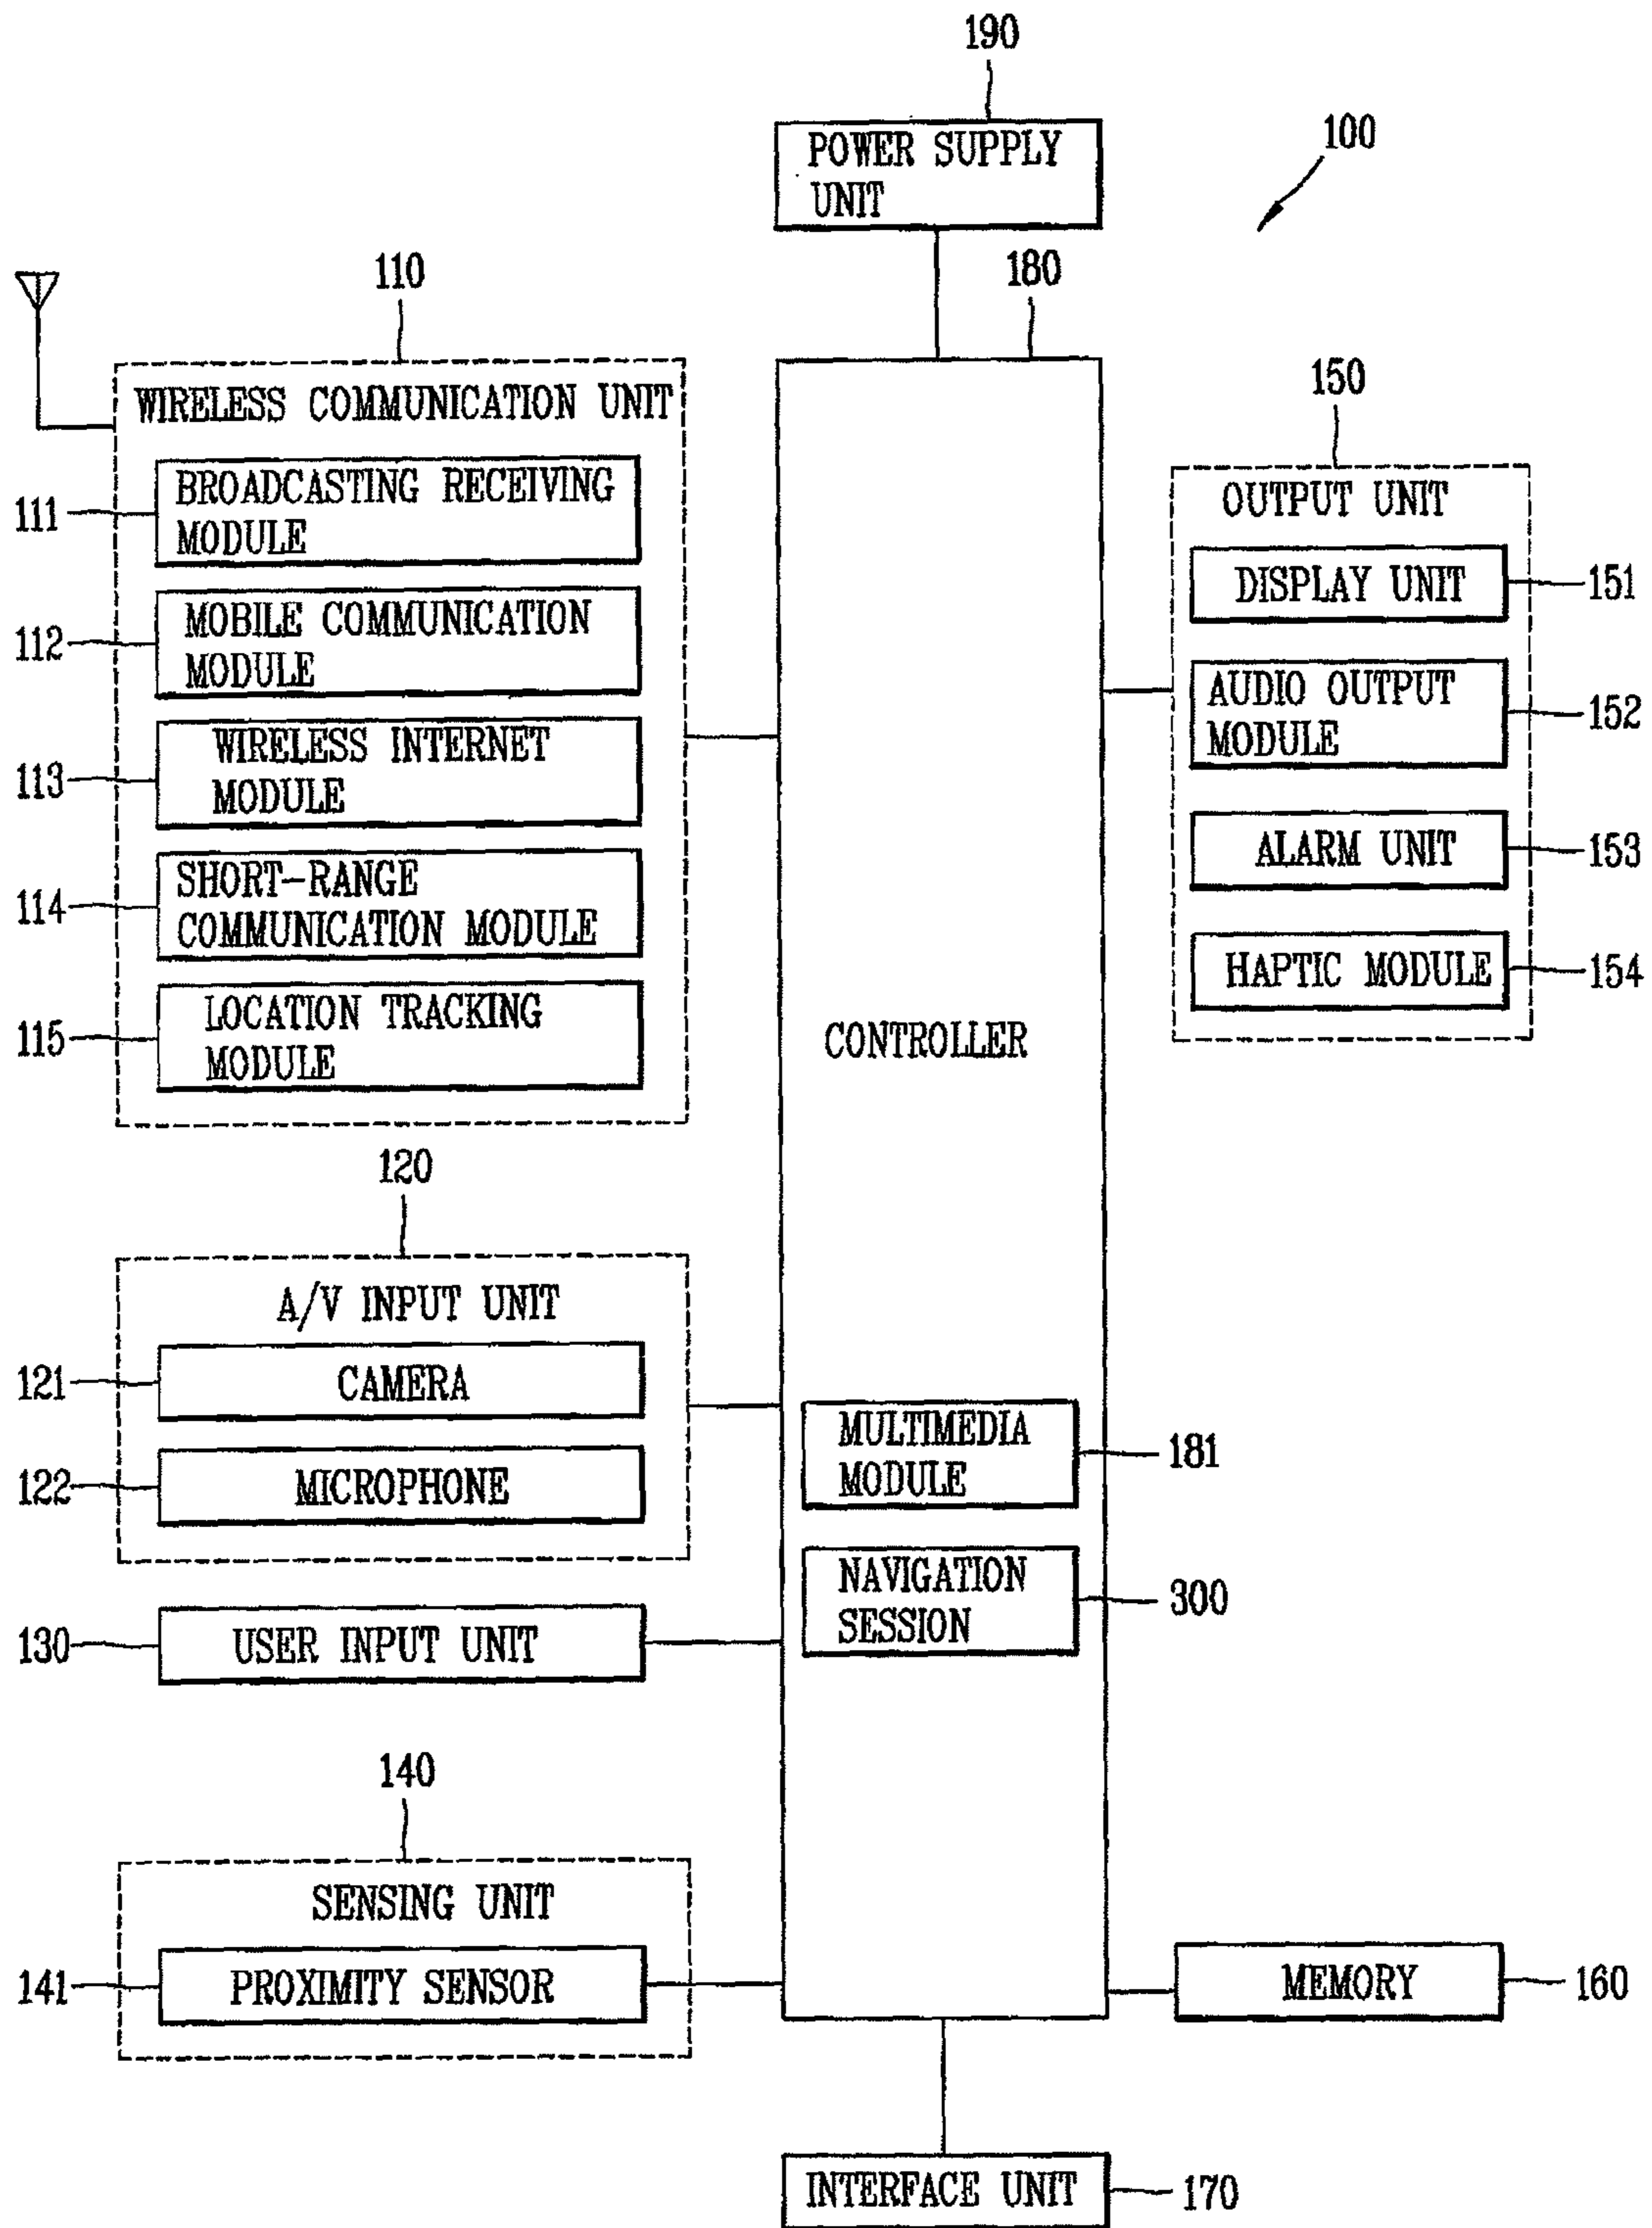 190
POWER SUPPLY
UNIT
100
110
180
WIRELESS COMMUNICATION UNIT
150
111
BROADCASTING RECEIVING
MODULE
OUTPUT UNIT
DISPLAY UNIT
151
112
MOBILE COMMUNICATION
MODULE
AUDIO OUTPUT
MODULE
152
113
WIRELESS INTERNET
MODULE
ALARM UNIT
153
114
SHORT-RANGE
COMMUNICATION MODULE
HAPTIC MODULE
154
115
LOCATION TRACKING
MODULE
CONTROLLER
120
A/V INPUT UNIT
121
CAMERA
122
MICROPHONE
MULTIMEDIA
MODULE
181
NAVIGATION
SESSION
300
130
USER INPUT UNIT
140
SENSING UNIT
141
PROXIMITY SENSOR
MEMORY
160
INTERFACE UNIT
170